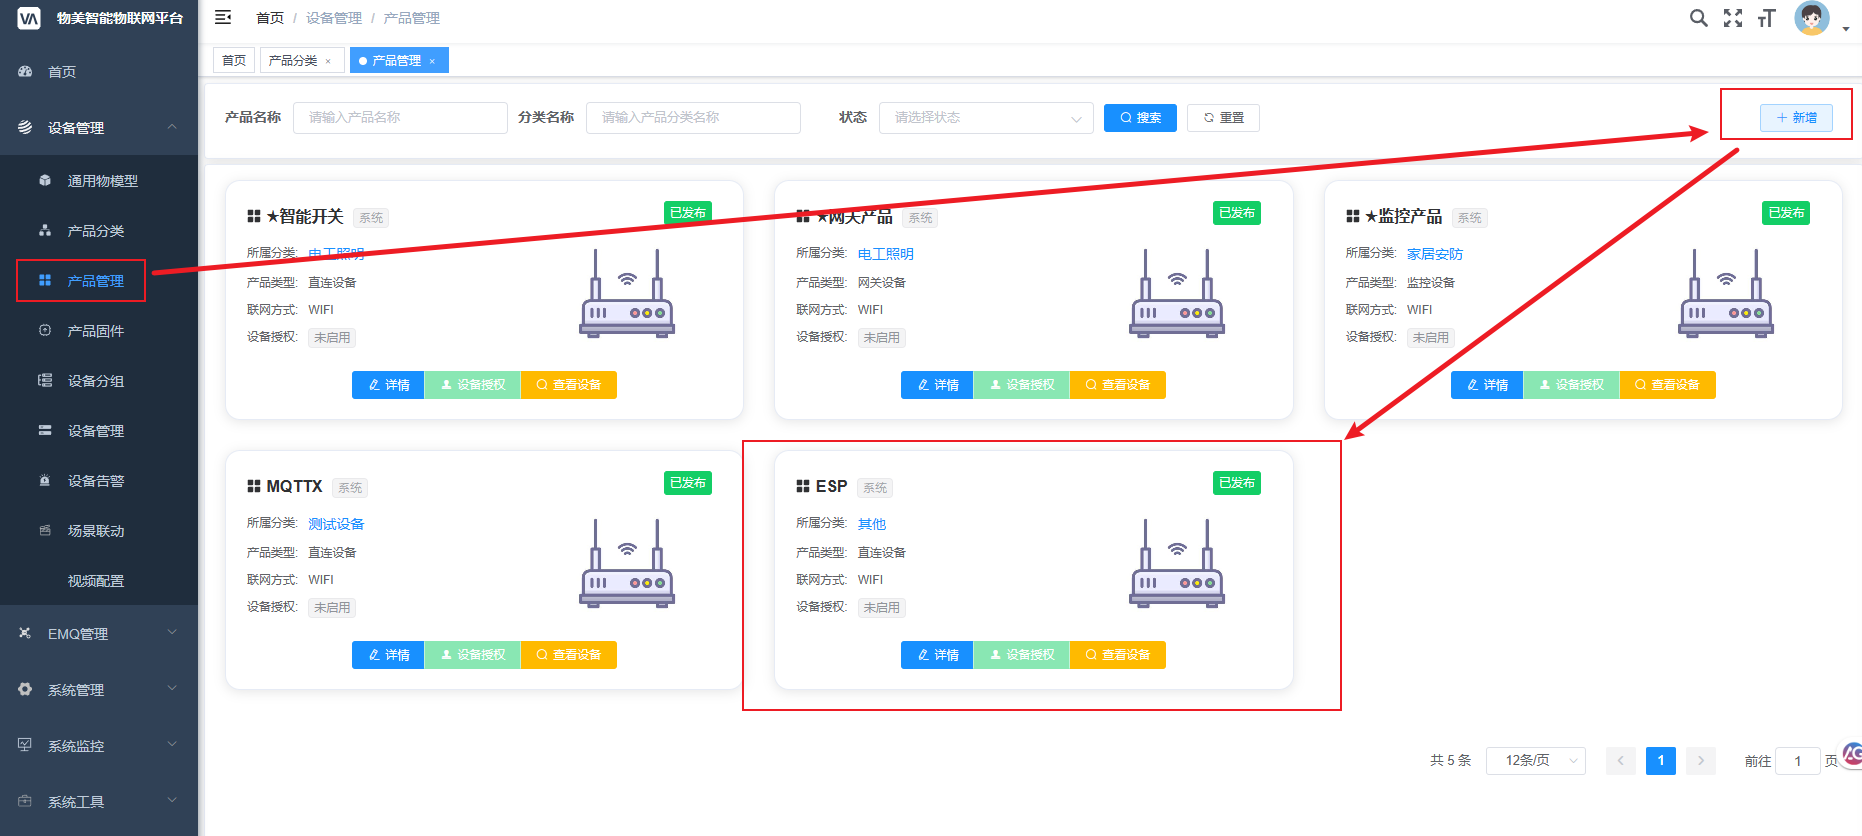 物美智能物联网平台
首页
设备管理
通用物模型
产品分类
产品管理
产品固件
设备分组
设备管理
设备告警
场景联动
视频配置
EMQ管理
系统管理
系统监控
系统工具
首页 / 设备管理 / 产品管理
首页 产品分类 × 产品管理 ×
产品名称 请输入产品名称 分类名称 请输入产品分类名称 状态 请选择状态 搜索 重置 + 新增
★智能开关 系统 已发布
所属分类: 电工照明
产品类型: 直连设备
联网方式: WIFI
设备授权: 未启用
详情 设备授权 查看设备
★网关产品 系统 已发布
所属分类: 电工照明
产品类型: 网关设备
联网方式: WIFI
设备授权: 未启用
详情 设备授权 查看设备
★监控产品 系统 已发布
所属分类: 家居安防
产品类型: 监控设备
联网方式: WIFI
设备授权: 未启用
详情 设备授权 查看设备
MQTTX 系统 已发布
所属分类: 测试设备
产品类型: 直连设备
联网方式: WIFI
设备授权: 未启用
详情 设备授权 查看设备
ESP 系统 已发布
所属分类: 其他
产品类型: 直连设备
联网方式: WIFI
设备授权: 未启用
详情 设备授权 查看设备
共 5 条 12条/页 < 1 > 前往 1 页